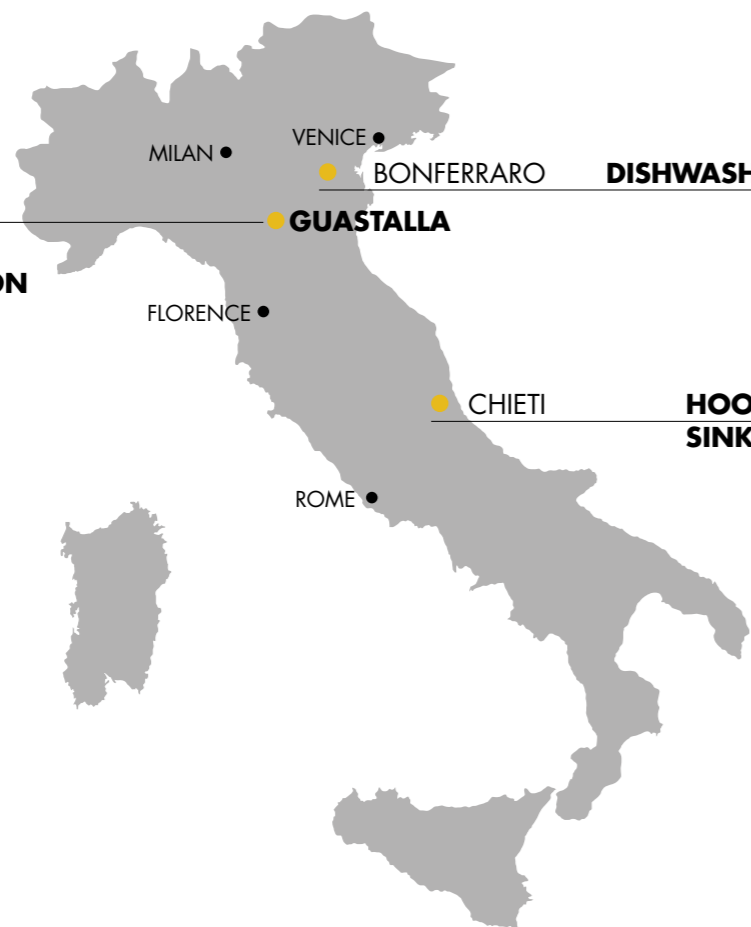 VENICE
MILAN
BONFERRARO DISHWASH
GUASTALLA
ON
FLORENCE
CHIETI HOO
SINK
ROME